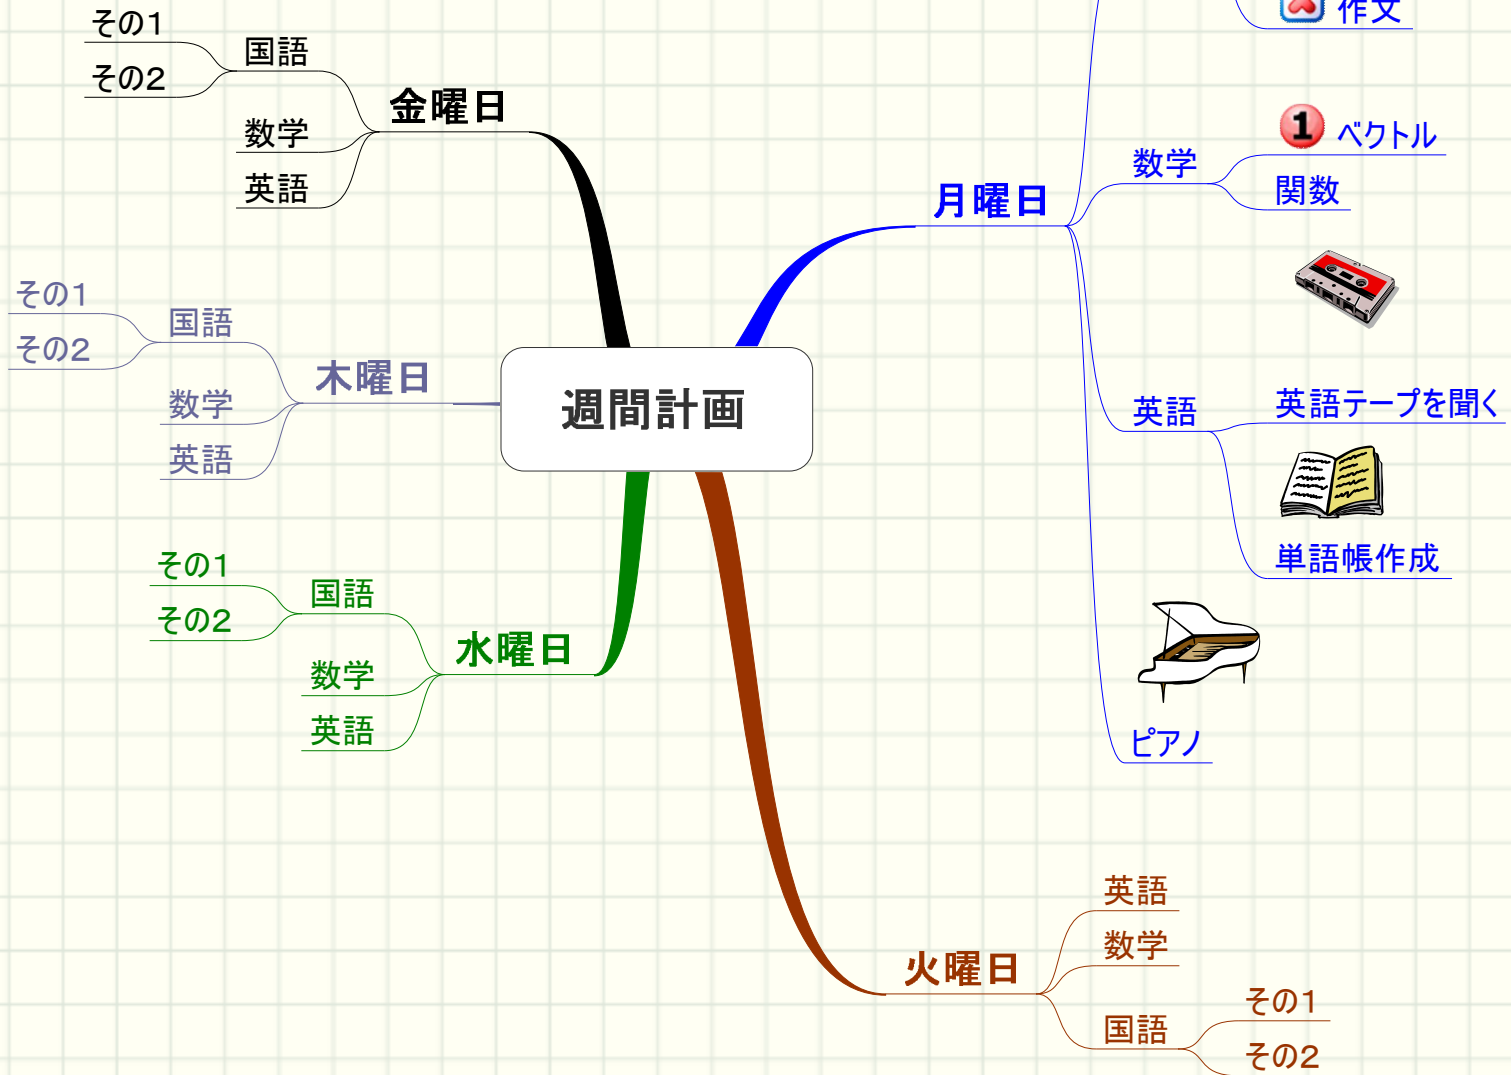 週間計画
月曜日
作文
数学
1
ベクトル
関数
英語
英語テープを聞く
単語帳作成
ピアノ
火曜日
英語
数学
国語
その1
その2
水曜日
国語
その1
その2
数学
英語
木曜日
国語
その1
その2
数学
英語
金曜日
国語
その1
その2
数学
英語